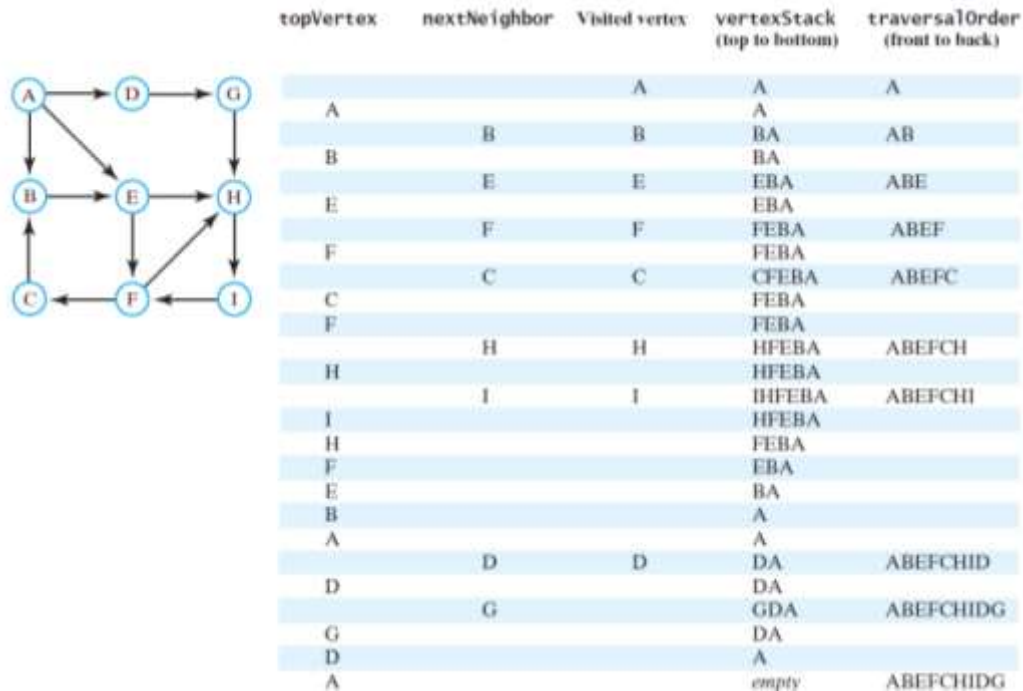 topVertex nextNeighbor Visited vertex vertexStack traversalOrder
(top to bottom) (front to back)
A A A
A A
B B BA AB
B BA
E E EBA ABE
E EBA
F F FEBA ABEF
F FEBA
C C CFEBA ABEFC
C FEBA
F FEBA
H H HFEBA ABEFCH
H HFEBA
I I IHFEBA ABEFCHI
I HFEBA
H FEBA
F EBA
E BA
B A
A A
D D DA ABEFCHID
D DA
G GDA ABEFCHIDG
G DA
D A
A empty ABEFCHIDG
A D G
B E H
C F I